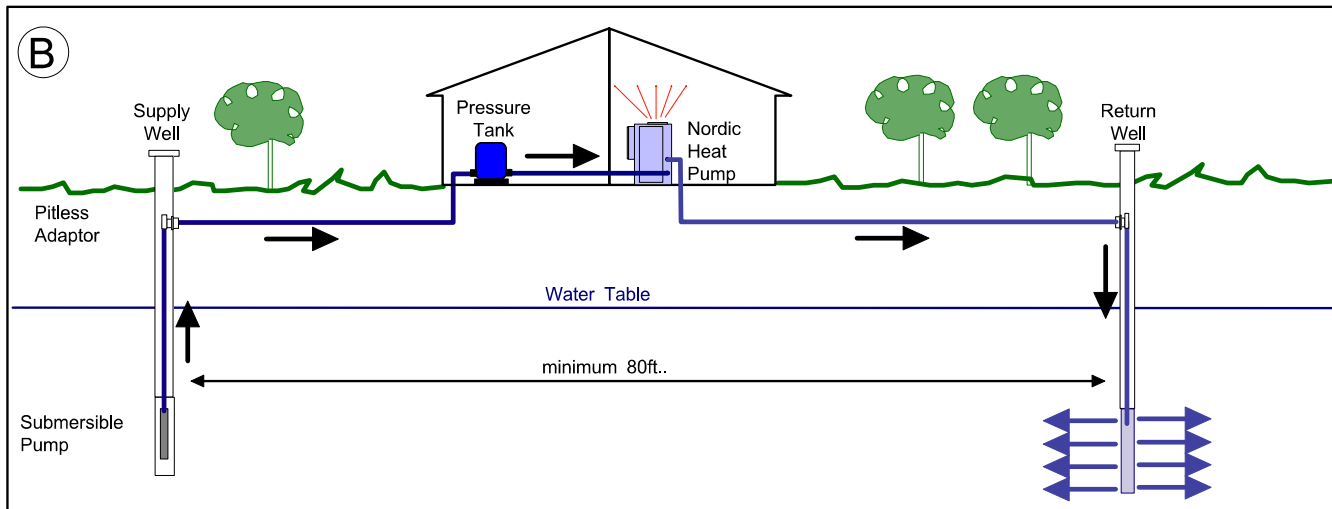 B
Supply
Well
Pressure
Tank
Nordic
Heat
Pump
Return
Well
Pitless
Adaptor
Water Table
minimum 80ft..
Submersible
Pump